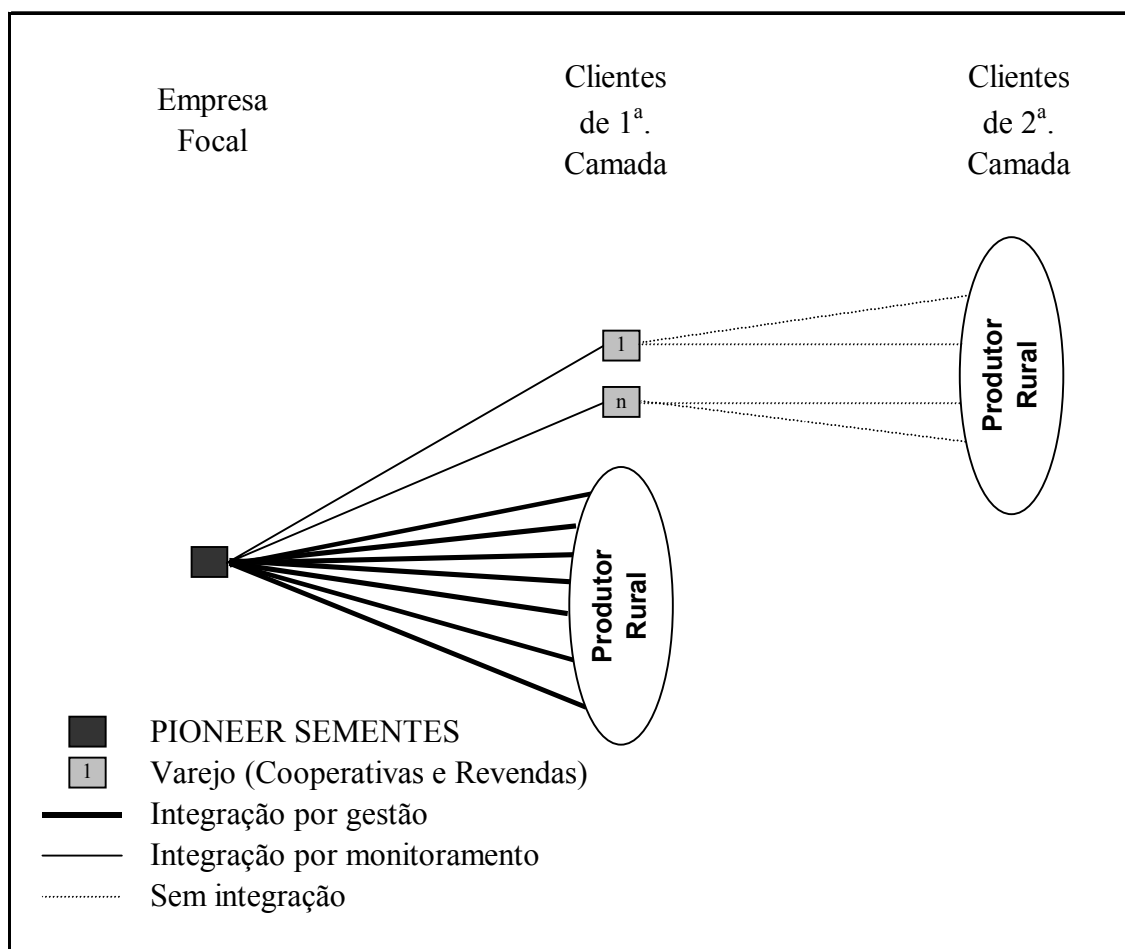 Empresa
Focal
Clientes
de 1ª.
Camada
Clientes
de 2ª.
Camada
1
n
Produtor
Rural
Produtor
Rural
PIONEER SEMENTES
1
Varejo (Cooperativas e Revendas)
Integração por gestão
Integração por monitoramento
Sem integração